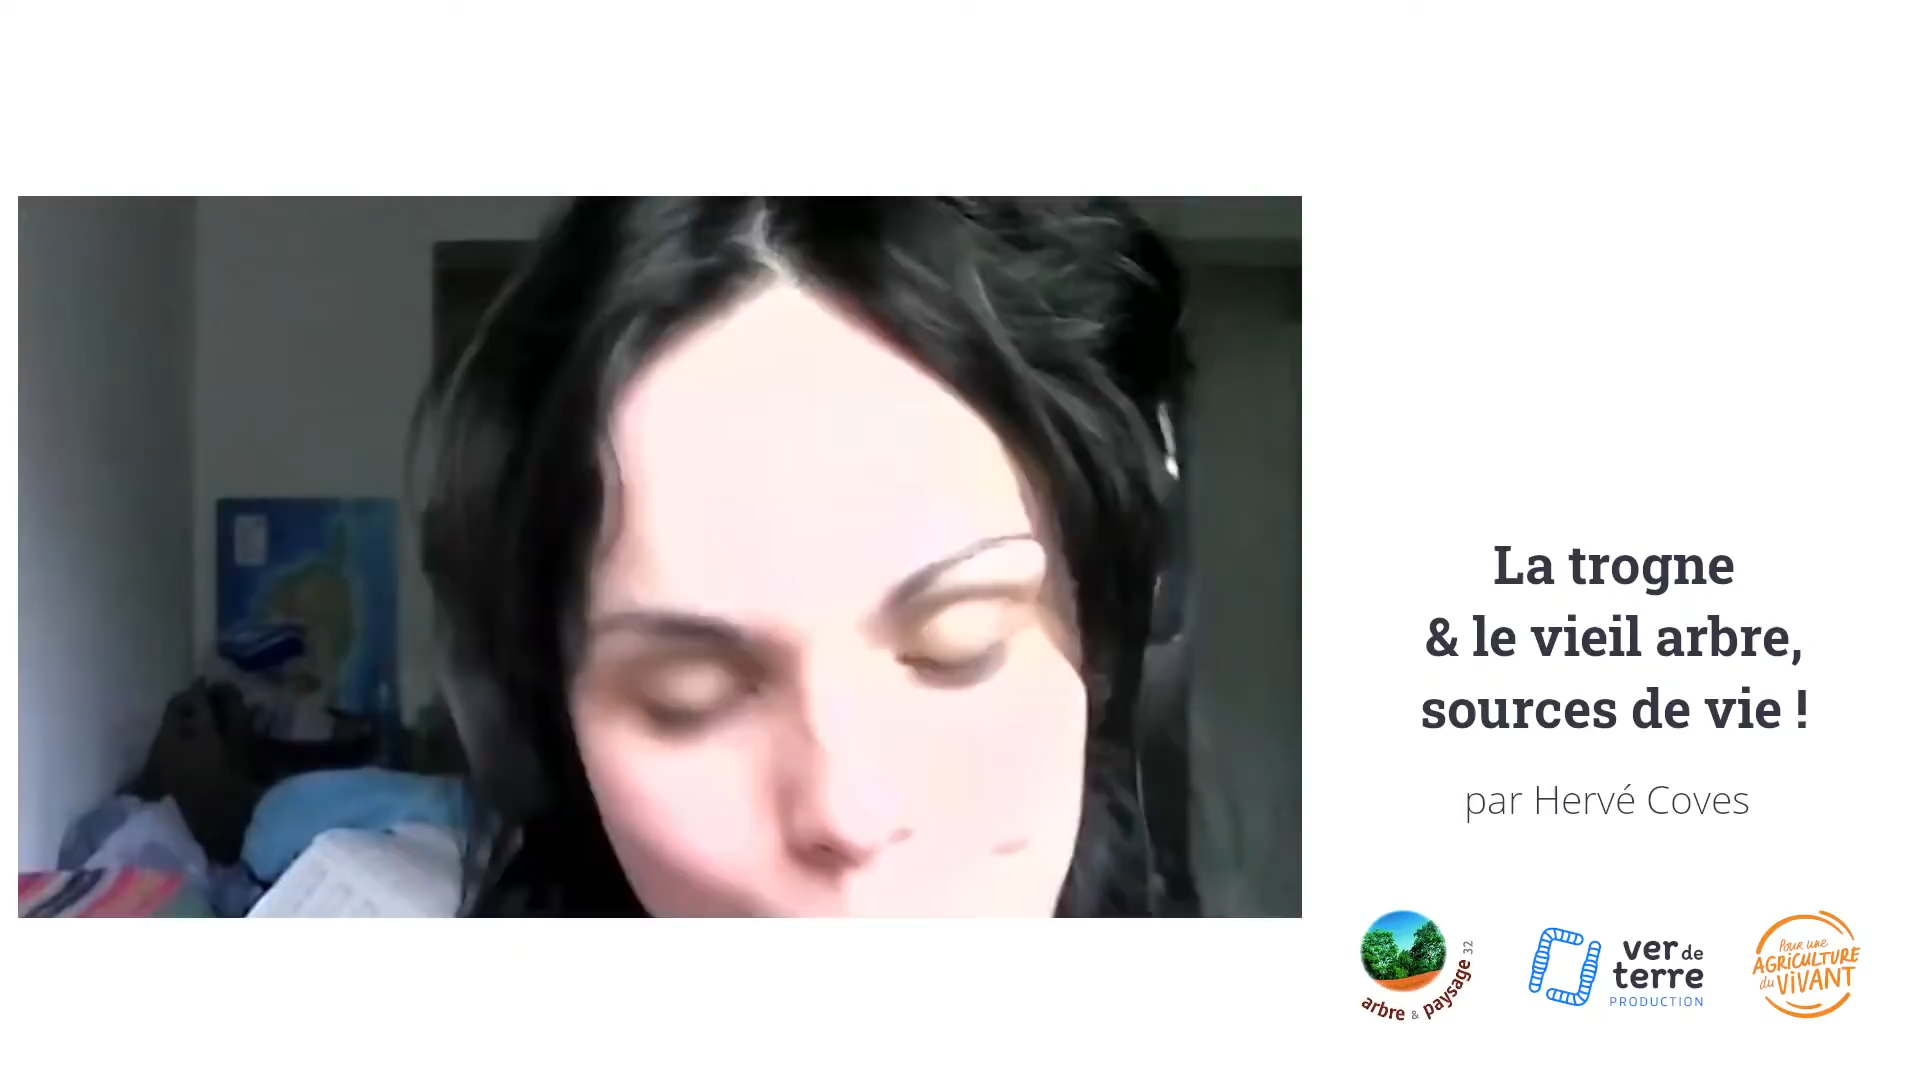 La trogne
& le vieil arbre,
sources de vie !
par Hervé Coves
arbre & paysage 32
ver de
terre
PRODUCTION
Pour une
AGRICULTURE
du VIVANT